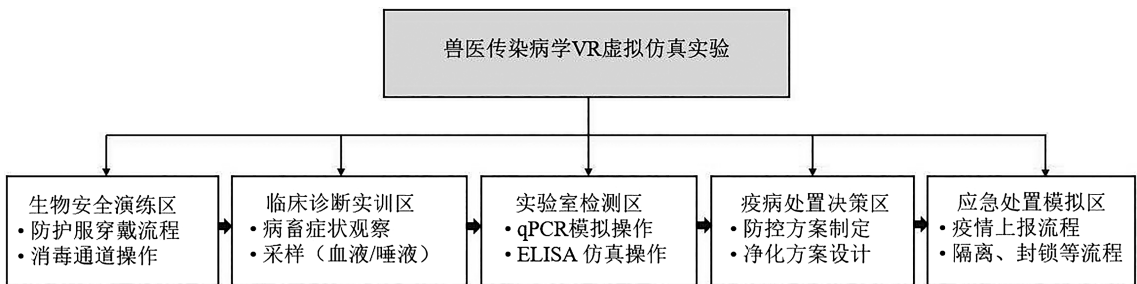 兽医传染病学VR虚拟仿真实验
生物安全演练区
• 防护服穿戴流程
• 消毒通道操作
临床诊断实训区
• 病畜症状观察
• 采样（血液/唾液）
实验室检测区
• qPCR模拟操作
• ELISA 仿真操作
疫病处置决策区
• 防控方案制定
• 净化方案设计
应急处置模拟区
• 疫情上报流程
• 隔离、封锁等流程